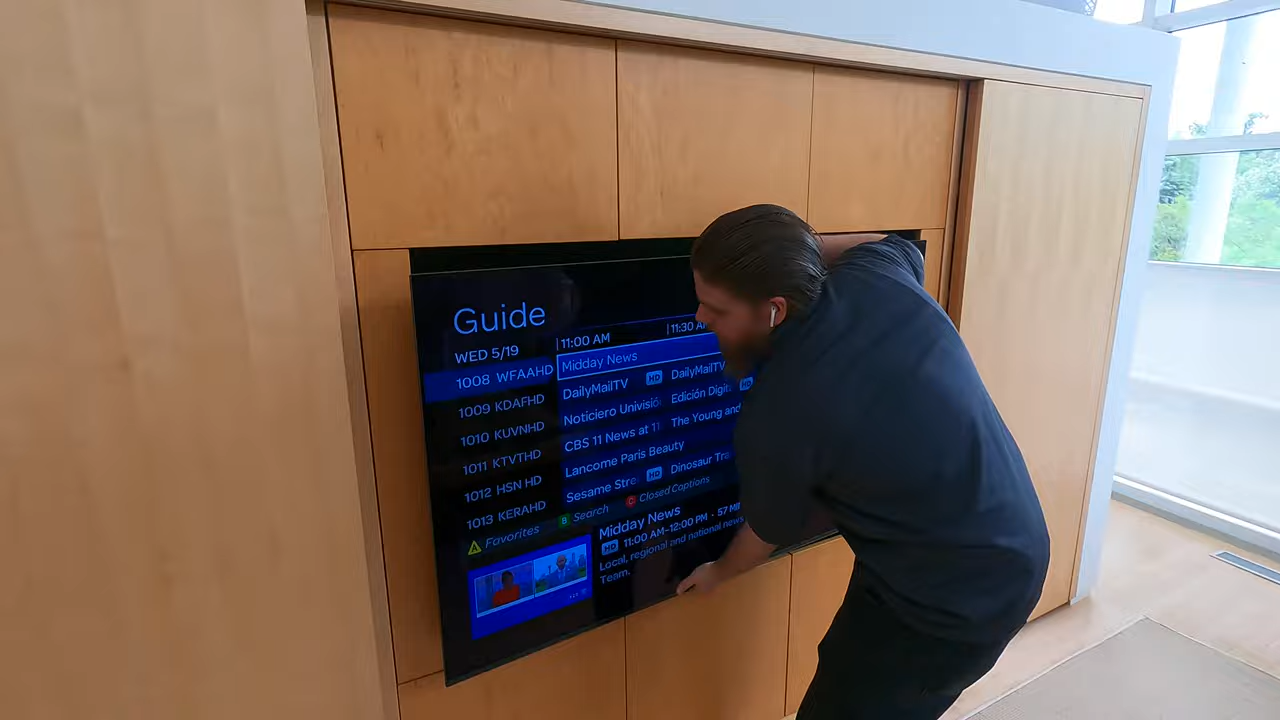 Guide
WED 5/19 11:00 AM 11:30 AM
1008 WFAAHD Midday News
1009 KDAFHD DailyMailTV HD DailyMailTV HD
1010 KUVNHD Noticiero Univisió Edición Digit
1011 KTVTHD CBS 11 News at 11 The Young and
1012 HSN HD Lancome Paris Beauty
1013 KERAHD Sesame Stre HD Dinosaur Tra
A Favorites B Search C Closed Captions
Midday News
HD 11:00 AM-12:00 PM · 57 MI
Local, regional and national news
Team.